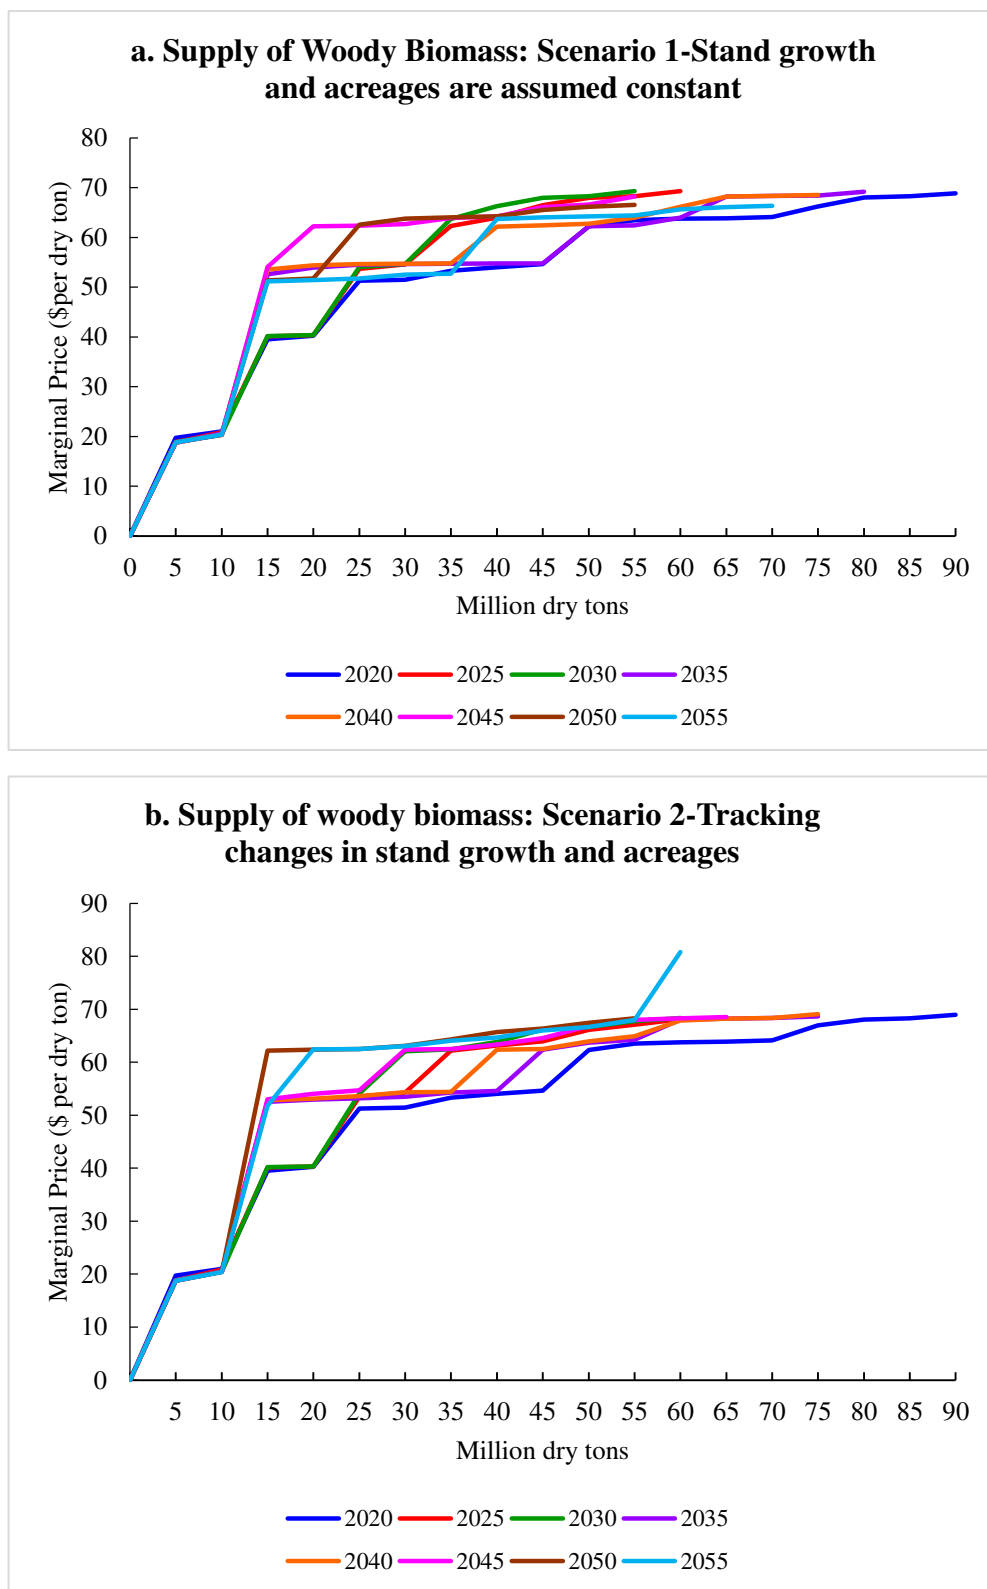 a. Supply of Woody Biomass: Scenario 1-Stand growth
and acreages are assumed constant
Marginal Price ($per dry ton)
80
70
60
50
40
30
20
10
0
0 5 10 15 20 25 30 35 40 45 50 55 60 65 70 75 80 85 90
Million dry tons
2020 2025 2030 2035
2040 2045 2050 2055
b. Supply of woody biomass: Scenario 2-Tracking
changes in stand growth and acreages
Marginal Price ($ per dry ton)
90
80
70
60
50
40
30
20
10
0
5 10 15 20 25 30 35 40 45 50 55 60 65 70 75 80 85 90
Million dry tons
2020 2025 2030 2035
2040 2045 2050 2055